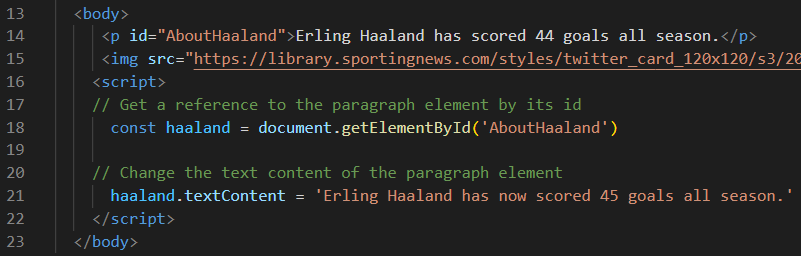 13 <body>
14 <p id="AboutHaaland">Erling Haaland has scored 44 goals all season.</p>
15 <img src="https://library.sportingnews.com/styles/twitter_card_120x120/s3/20
16 <script>
17 // Get a reference to the paragraph element by its id
18 const haaland = document.getElementById('AboutHaaland')
19
20 // Change the text content of the paragraph element
21 haaland.textContent = 'Erling Haaland has now scored 45 goals all season.'
22 </script>
23 </body>